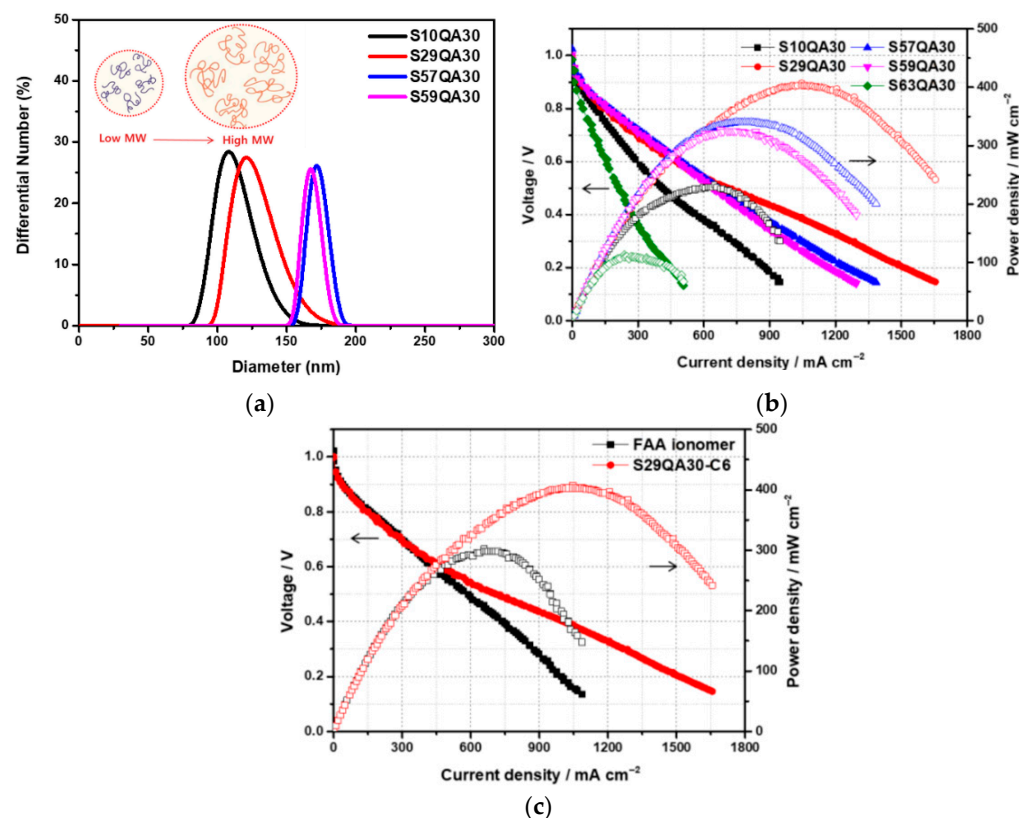 50
40
30
20
10
0
Differential Number (%)
0
50
100
150
200
250
300
Diameter (nm)
Low MW
High MW
S10QA30
S29QA30
S57QA30
S59QA30
(a)
1.0
0.8
0.6
0.4
0.2
0.0
Voltage / V
0
300
600
900
1200
1500
1800
Current density / mA cm⁻²
500
400
300
200
100
0
Power density / mW cm⁻²
S10QA30
S29QA30
S57QA30
S59QA30
S63QA30
(b)
1.0
0.8
0.6
0.4
0.2
0.0
Voltage / V
0
300
600
900
1200
1500
1800
Current density / mA cm⁻²
500
400
300
200
100
0
Power density / mW cm⁻²
FAA ionomer
S29QA30-C6
(c)